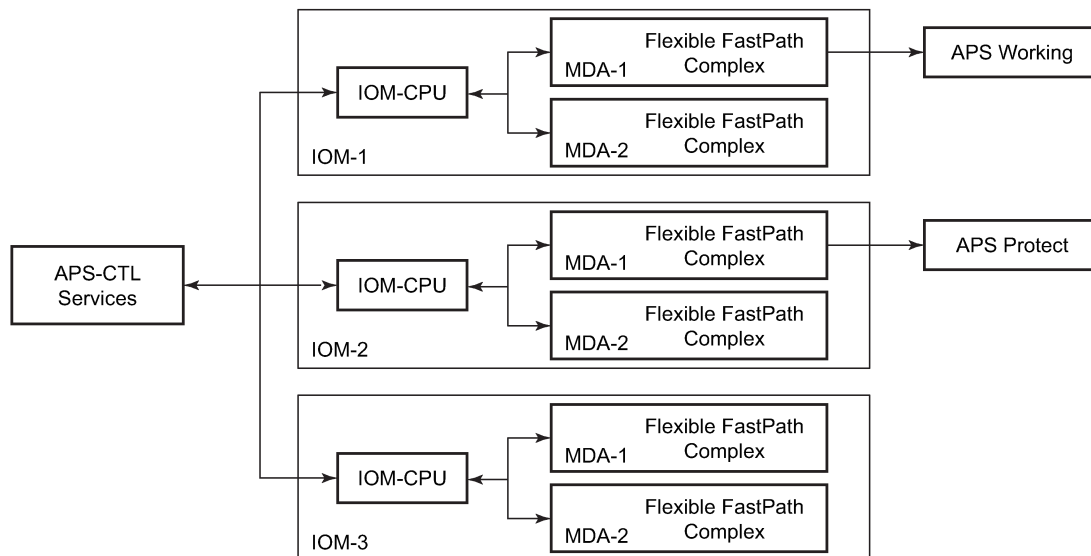 APS-CTL
Services
IOM-CPU
IOM-1
Flexible FastPath
Complex
MDA-1
Flexible FastPath
Complex
MDA-2
APS Working
IOM-CPU
IOM-2
Flexible FastPath
Complex
MDA-1
Flexible FastPath
Complex
MDA-2
APS Protect
IOM-CPU
IOM-3
Flexible FastPath
Complex
MDA-1
Flexible FastPath
Complex
MDA-2